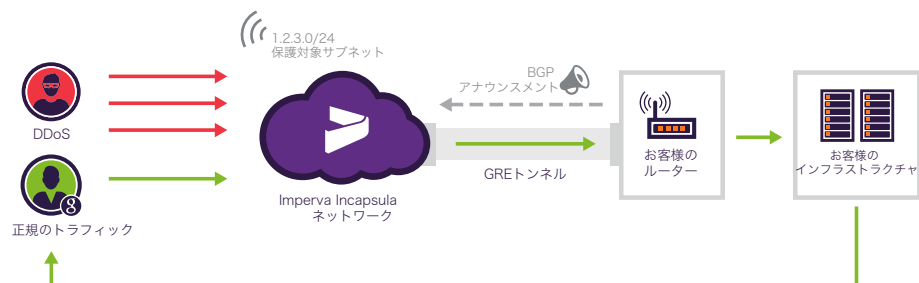 1.2.3.0/24
保護対象サブネット
BGP
アナウンスメント
DDoS
GREトンネル
お客様の
ルーター
お客様の
インフラストラクチャ
Imperva Incapsula
ネットワーク
8
正規のトラフィック